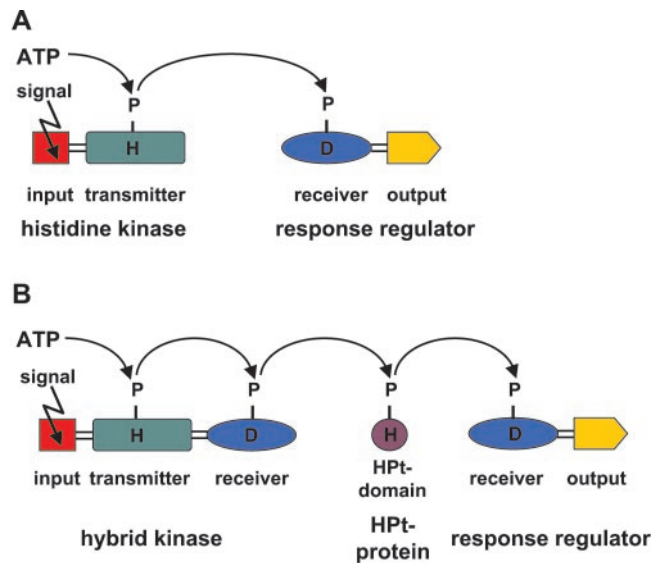 A
ATP
signal
P P
H D
input transmitter receiver output
histidine kinase response regulator
B
ATP
signal
P P P P
H D H D
input transmitter receiver HPt-domain receiver output
hybrid kinase HPt-protein response regulator